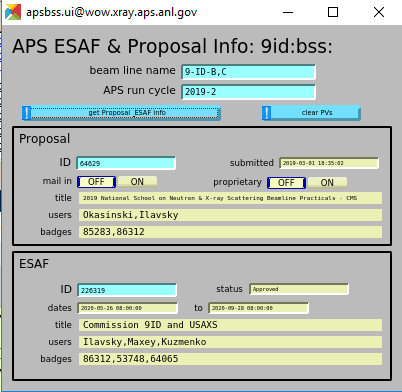 apsbss.ui@wow.xray.aps.anl.gov
APS ESAF & Proposal Info: 9id:bss:
beam line name 9-ID-B,C
APS run cycle 2019-2
! get Proposal_ESAF info ! clear PVs
Proposal
ID 64629 submitted 2019-03-01 18:35:02
mail in OFF ON proprietary OFF ON
title 2019 National School on Neutron & X-ray Scattering Beamline Practicals - CMS
users Okasinski,Ilavsky
badges 85283,86312
ESAF
ID 226319 status Approved
dates 2020-05-26 08:00:00 to 2020-09-28 08:00:00
title Commission 9ID and USAXS
users Ilavsky,Maxey,Kuzmenko
badges 86312,53748,64065